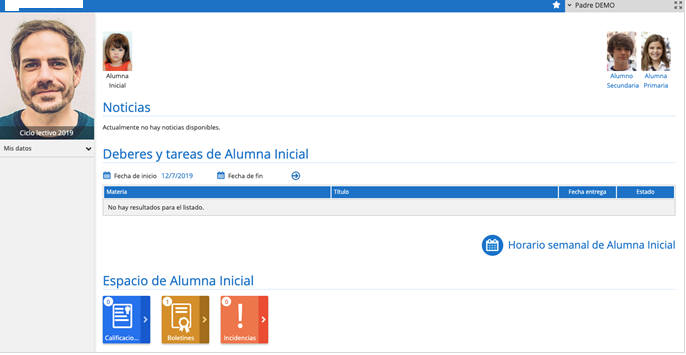 Padre DEMO
Alumna
Inicial
Alumno
Secundaria
Alumna
Primaria
Ciclo lectivo 2019
Mis datos
Noticias
Actualmente no hay noticias disponibles.
Deberes y tareas de Alumna Inicial
Fecha de inicio 12/7/2019 Fecha de fin
Materia Título Fecha entrega Estado
No hay resultados para el listado.
Horario semanal de Alumna Inicial
Espacio de Alumna Inicial
0 1 0
Calificacio... Boletines Incidencias